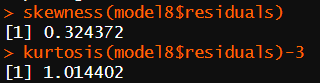 > skewness(model8$residuals)
[1] 0.324372
> kurtosis(model8$residuals)-3
[1] 1.014402